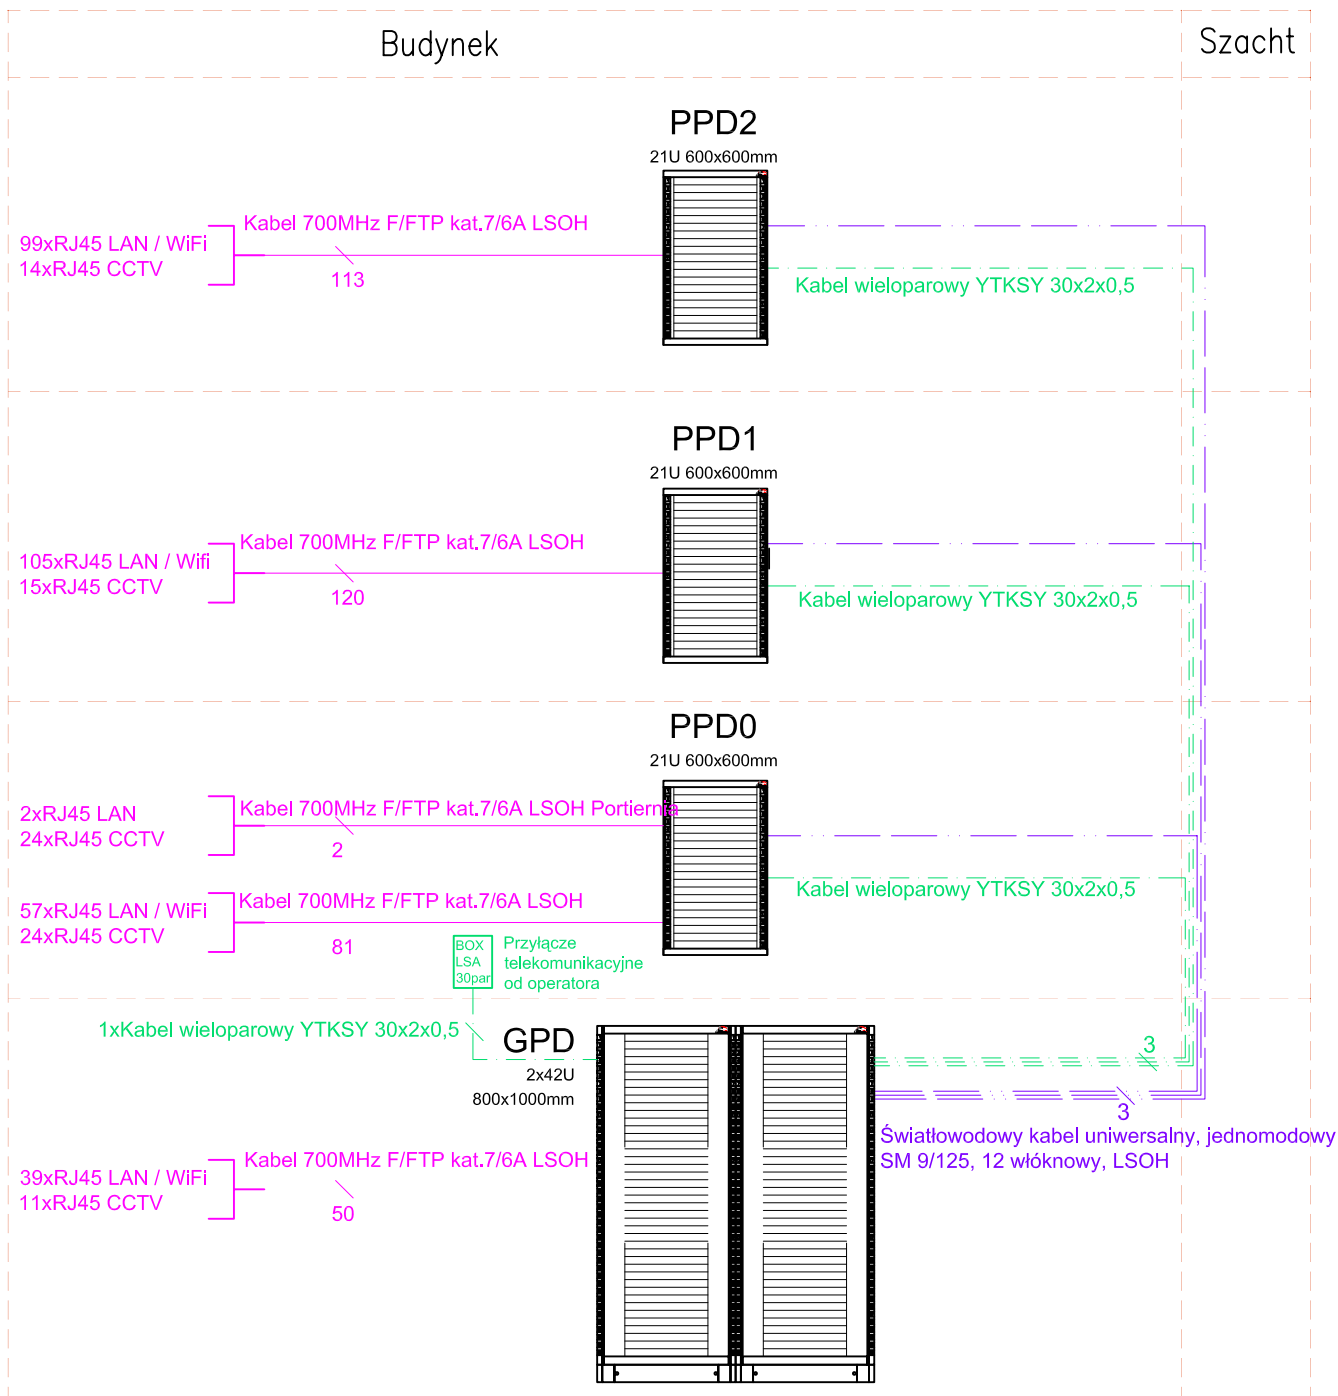 Budynek
Szacht
PPD2
21U 600x600mm
Kabel 700MHz F/FTP kat.7/6A LSOH
99xRJ45 LAN / WiFi
14xRJ45 CCTV
113
Kabel wieloparowy YTKSY 30x2x0,5
PPD1
21U 600x600mm
Kabel 700MHz F/FTP kat.7/6A LSOH
105xRJ45 LAN / Wifi
15xRJ45 CCTV
120
Kabel wieloparowy YTKSY 30x2x0,5
PPD0
21U 600x600mm
Kabel 700MHz F/FTP kat.7/6A LSOH Portiernia
2xRJ45 LAN
24xRJ45 CCTV
2
Kabel wieloparowy YTKSY 30x2x0,5
Kabel 700MHz F/FTP kat.7/6A LSOH
57xRJ45 LAN / WiFi
24xRJ45 CCTV
81
BOX
LSA
30par
Przyłącze
telekomunikacyjne
od operatora
1xKabel wieloparowy YTKSY 30x2x0,5
GPD
2x42U
800x1000mm
3
3
Światłowodowy kabel uniwersalny, jednomodowy
SM 9/125, 12 włóknowy, LSOH
Kabel 700MHz F/FTP kat.7/6A LSOH
39xRJ45 LAN / WiFi
11xRJ45 CCTV
50